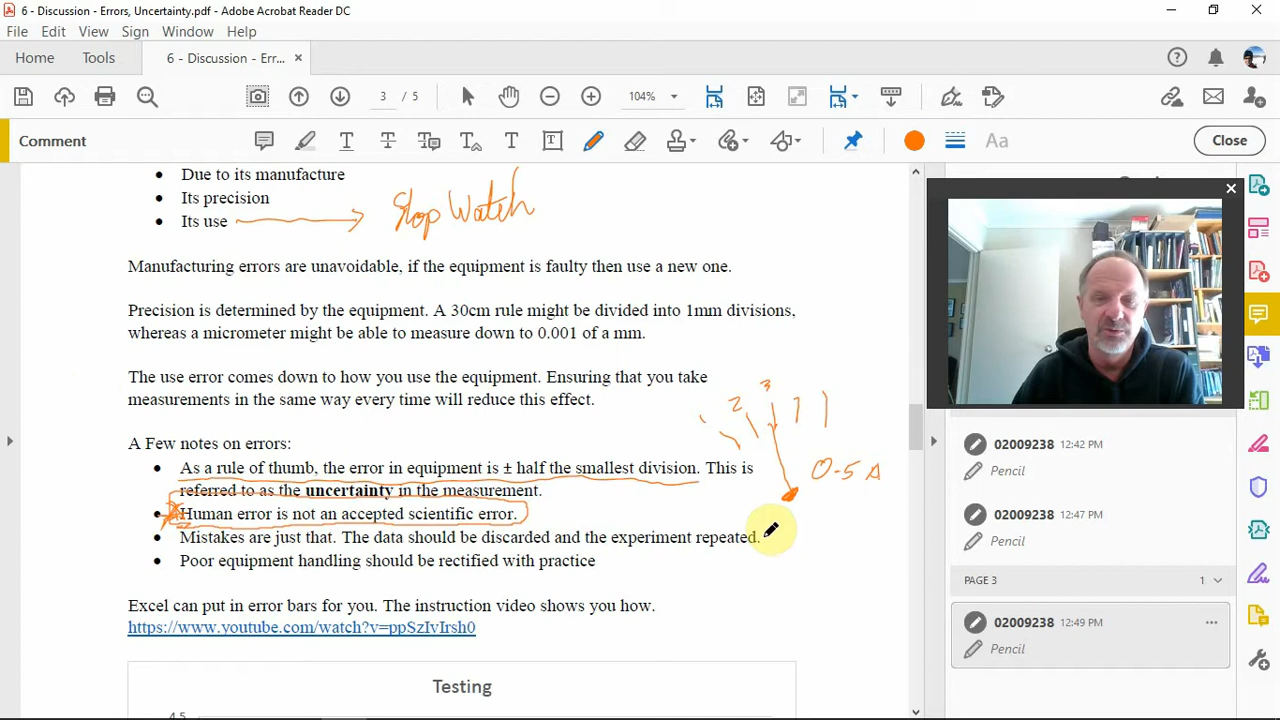 6 - Discussion - Errors, Uncertainty.pdf - Adobe Acrobat Reader DC
File Edit View Sign Window Help
Home Tools 6 - Discussion - Err... ×
3 / 5 104%
Comment Close
Due to its manufacture
Its precision
Its use Stop Watch
Manufacturing errors are unavoidable, if the equipment is faulty then use a new one.
Precision is determined by the equipment. A 30cm rule might be divided into 1mm divisions,
whereas a micrometer might be able to measure down to 0.001 of a mm.
The use error comes down to how you use the equipment. Ensuring that you take
measurements in the same way every time will reduce this effect.
2 3
0-5 A
A Few notes on errors:
As a rule of thumb, the error in equipment is ± half the smallest division. This is
referred to as the uncertainty in the measurement.
Human error is not an accepted scientific error.
Mistakes are just that. The data should be discarded and the experiment repeated.
Poor equipment handling should be rectified with practice
Excel can put in error bars for you. The instruction video shows you how.
https://www.youtube.com/watch?v=ppSzIvIrsh0
Testing
4.5
02009238 12:42 PM
Pencil
02009238 12:47 PM
Pencil
PAGE 3 1
02009238 12:49 PM
Pencil